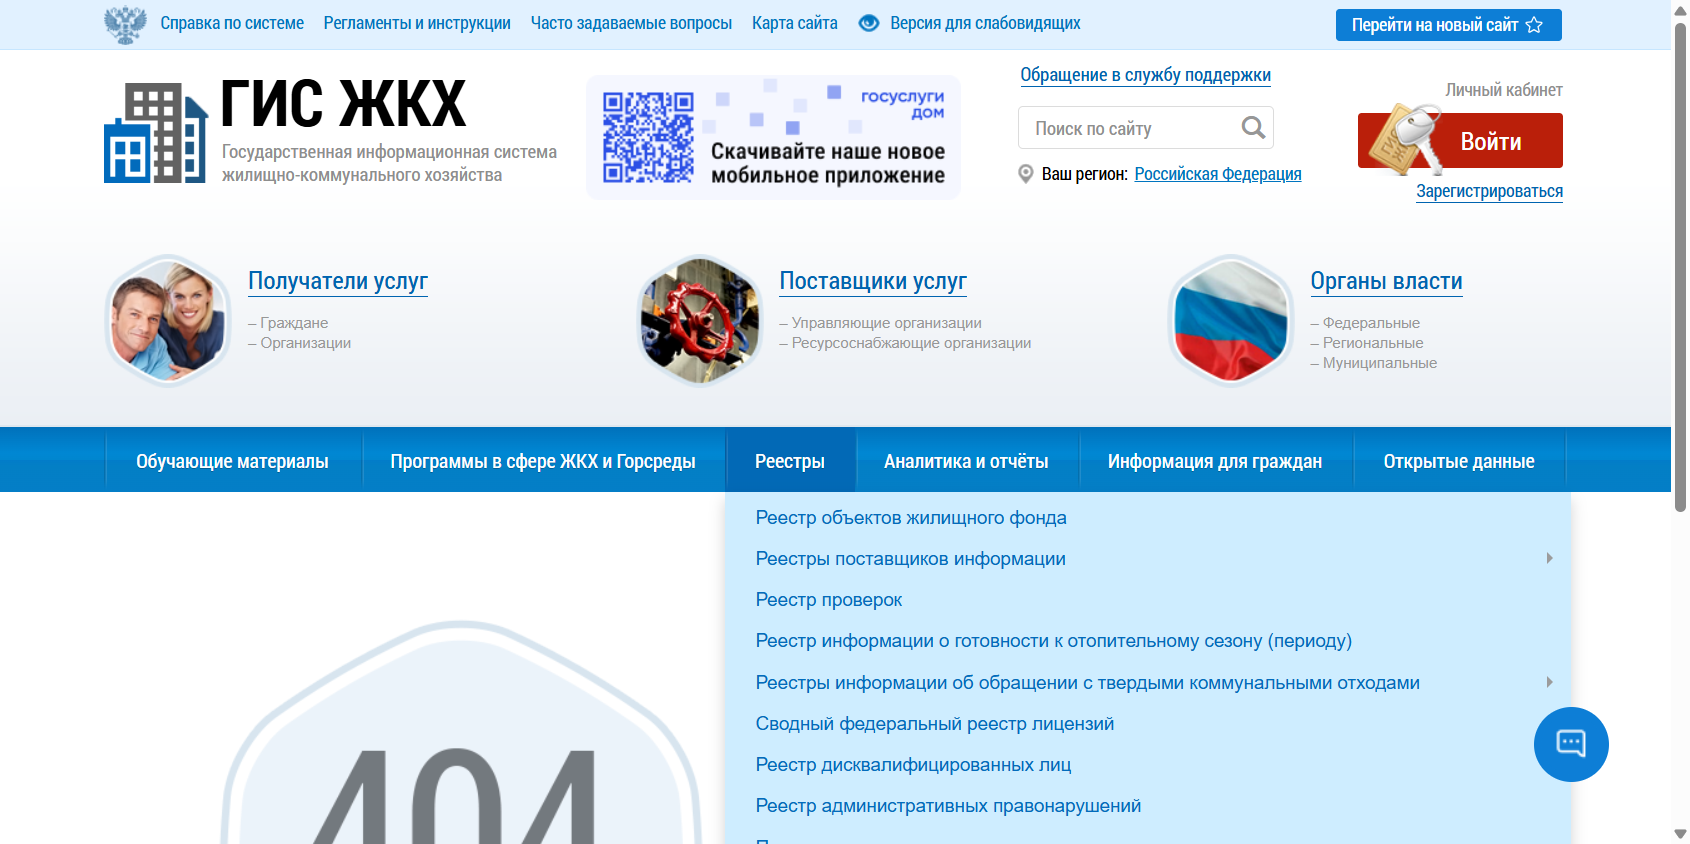 Справка по системе Регламенты и инструкции Часто задаваемые вопросы Карта сайта Версия для слабовидящих Перейти на новый сайт
ГИС ЖКХ
Государственная информационная система
жилищно-коммунального хозяйства
госуслуги
дом
Скачивайте наше новое
мобильное приложение
Обращение в службу поддержки
Поиск по сайту
Ваш регион: Российская Федерация
Личный кабинет
ГИС
ЖКХ
Войти
Зарегистрироваться
Получатели услуг
– Граждане
– Организации
Поставщики услуг
– Управляющие организации
– Ресурсоснабжающие организации
Органы власти
– Федеральные
– Региональные
– Муниципальные
Обучающие материалы Программы в сфере ЖКХ и Горсреды Реестры Аналитика и отчёты Информация для граждан Открытые данные
Реестр объектов жилищного фонда
Реестры поставщиков информации
Реестр проверок
Реестр информации о готовности к отопительному сезону (периоду)
Реестры информации об обращении с твердыми коммунальными отходами
Сводный федеральный реестр лицензий
Реестр дисквалифицированных лиц
Реестр административных правонарушений
404